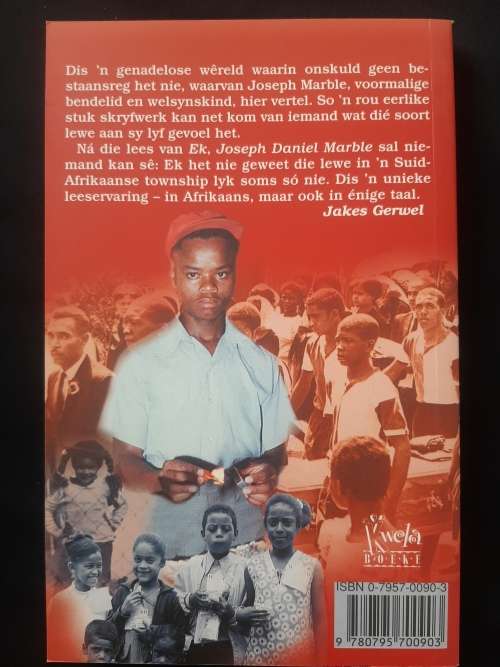 Dis 'n genadelose wêreld waarin onskuld geen be-
staansreg het nie, waarvan Joseph Marble, voormalige
bendelid en welsynskind, hier vertel. So 'n rou eerlike
stuk skryfwerk kan net kom van iemand wat dié soort
lewe aan sy lyf gevoel het.
Ná die lees van Ek, Joseph Daniel Marble sal nie-
mand kan sê: Ek het nie geweet die lewe in 'n Suid-
Afrikaanse township lyk soms só nie. Dis 'n unieke
leeservaring – in Afrikaans, maar ook in énige taal.
Jakes Gerwel
Kwela
BOEKE
ISBN 0-7957-0090-3
9 780795 700903